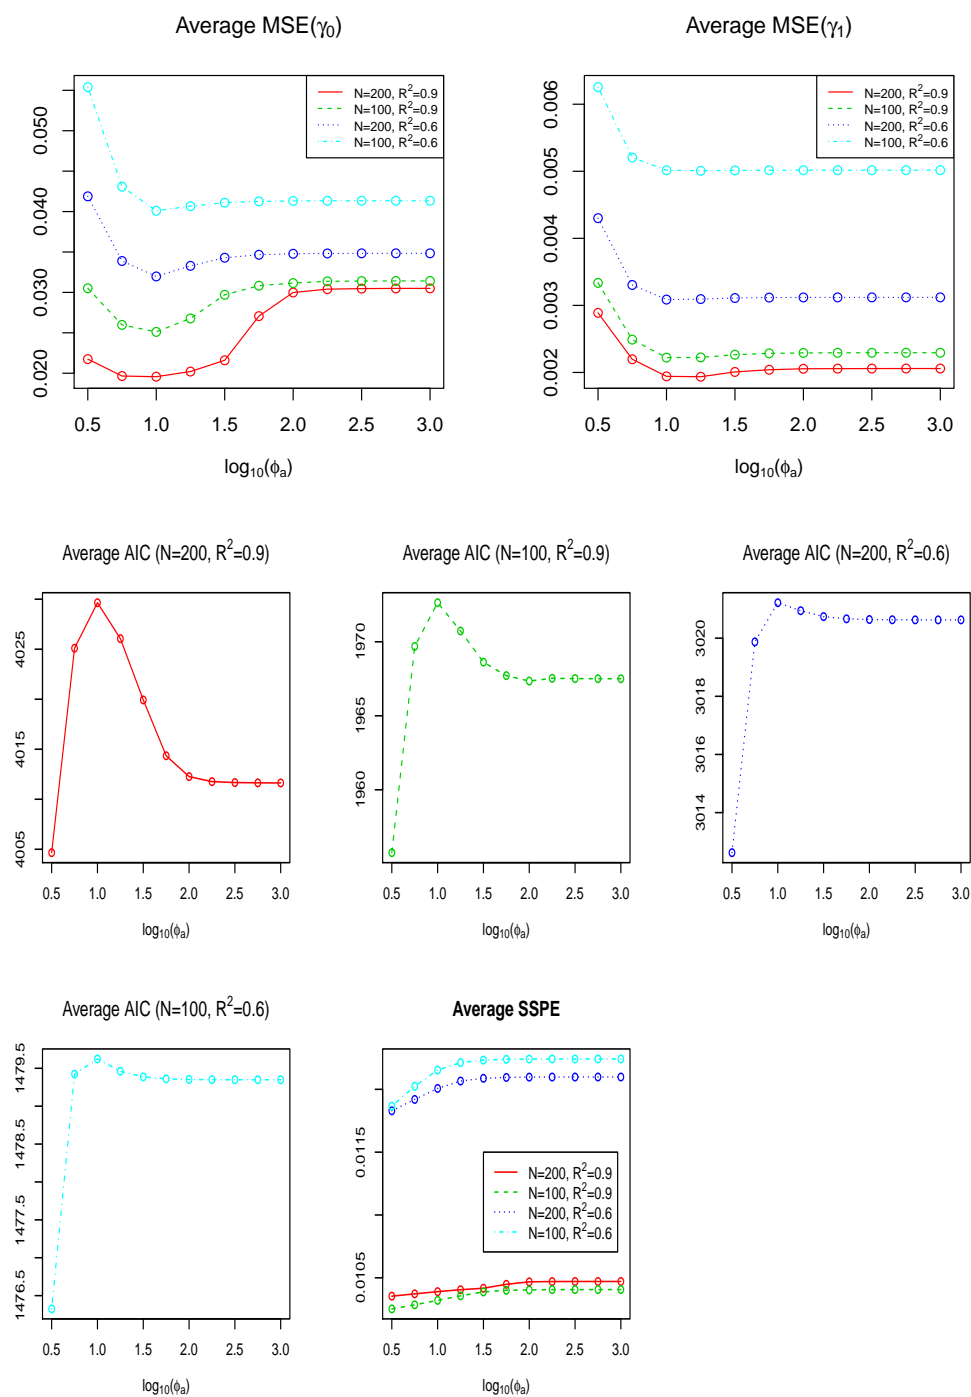 Average MSE(γ₀)
0.020 0.030 0.040 0.050
N=200, R²=0.9
N=100, R²=0.9
N=200, R²=0.6
N=100, R²=0.6
0.5 1.0 1.5 2.0 2.5 3.0
log₁₀(ϕₐ)
Average MSE(γ₁)
0.002 0.003 0.004 0.005 0.006
N=200, R²=0.9
N=100, R²=0.9
N=200, R²=0.6
N=100, R²=0.6
0.5 1.0 1.5 2.0 2.5 3.0
log₁₀(ϕₐ)
Average AIC (N=200, R²=0.9)
4005 4015 4025
0.5 1.0 1.5 2.0 2.5 3.0
log₁₀(ϕₐ)
Average AIC (N=100, R²=0.9)
1960 1965 1970
0.5 1.0 1.5 2.0 2.5 3.0
log₁₀(ϕₐ)
Average AIC (N=200, R²=0.6)
3014 3016 3018 3020
0.5 1.0 1.5 2.0 2.5 3.0
log₁₀(ϕₐ)
Average AIC (N=100, R²=0.6)
1476.5 1477.5 1478.5 1479.5
0.5 1.0 1.5 2.0 2.5 3.0
log₁₀(ϕₐ)
Average SSPE
0.0105 0.0115
N=200, R²=0.9
N=100, R²=0.9
N=200, R²=0.6
N=100, R²=0.6
0.5 1.0 1.5 2.0 2.5 3.0
log₁₀(ϕₐ)